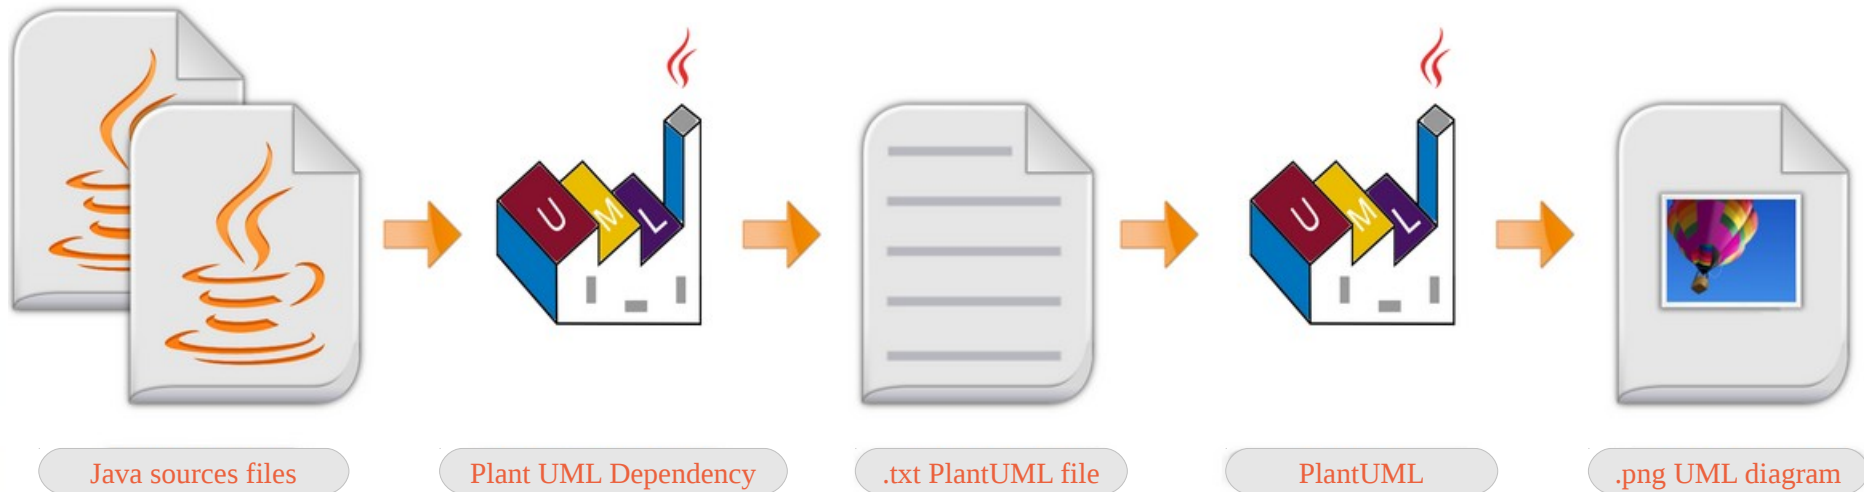 U M L
U M L
Java sources files
Plant UML Dependency
.txt PlantUML file
PlantUML
.png UML diagram